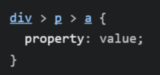 div > p > a {
property: value;
}